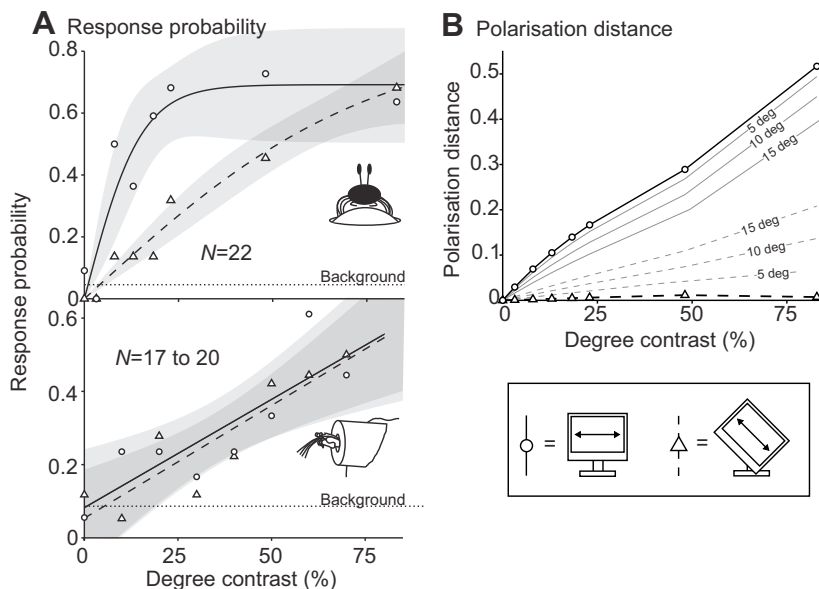 A Response probability
Response probability
0.8
0.6
0.4
0.2
0
N=22
Background
0.6
0.4
0.2
0
N=17 to 20
Background
0 25 50 75
Degree contrast (%)
B Polarisation distance
Polarisation distance
0.5
0.3
0.2
0.1
0
5 deg
10 deg
15 deg
15 deg
10 deg
5 deg
0 25 50 75
Degree contrast (%)
=
=